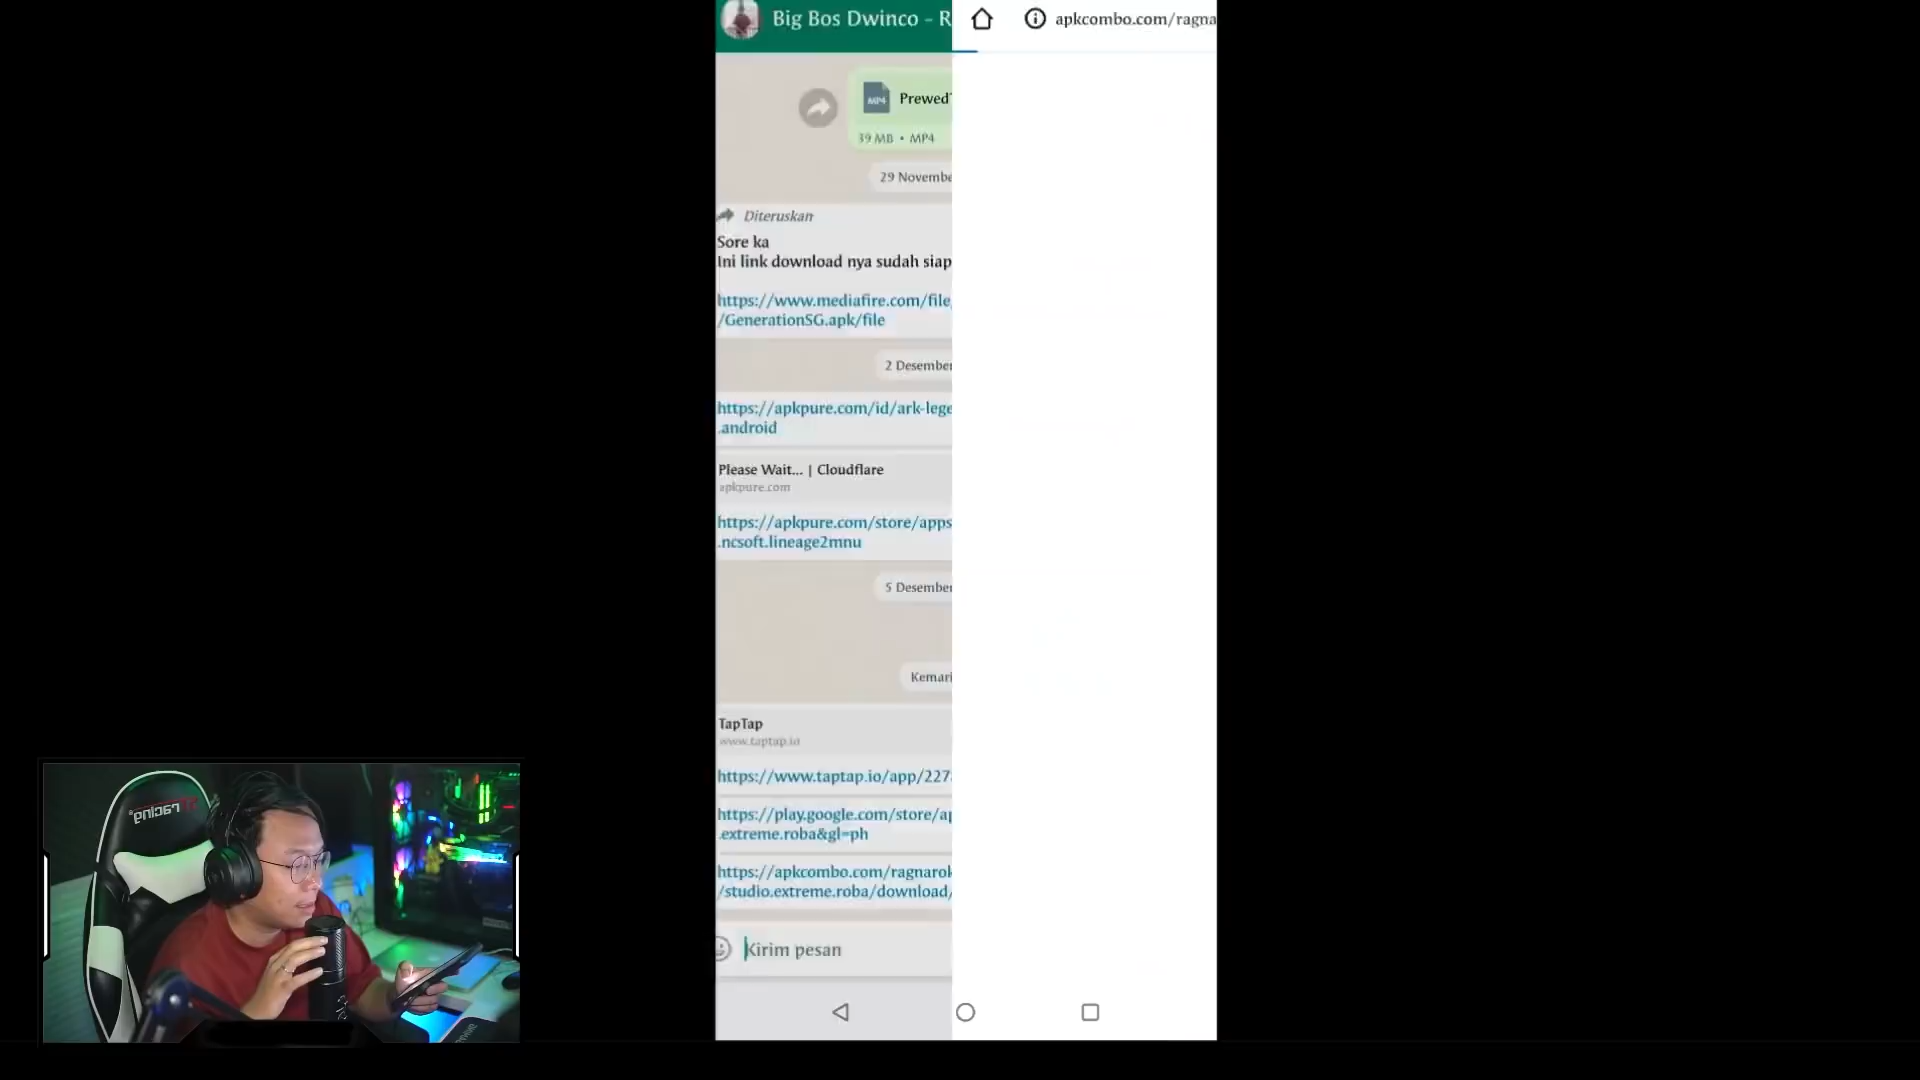 Big Bos Dwinco - R
apkcombo.com/ragna
MP4
Prewed
39 MB • MP4
29 Novembe
Diteruskan
Sore ka
Ini link download nya sudah siap
https://www.mediafire.com/file
/GenerationSG.apk/file
2 Desember
https://apkpure.com/id/ark-lege
.android
Please Wait... | Cloudflare
apkpure.com
https://apkpure.com/store/apps
.ncsoft.lineage2mnu
5 Desember
Kemari
TapTap
www.taptap.io
https://www.taptap.io/app/227
https://play.google.com/store/ap
.extreme.roba&gl=ph
https://apkcombo.com/ragnarok
/studio.extreme.roba/download/
Kirim pesan
racing